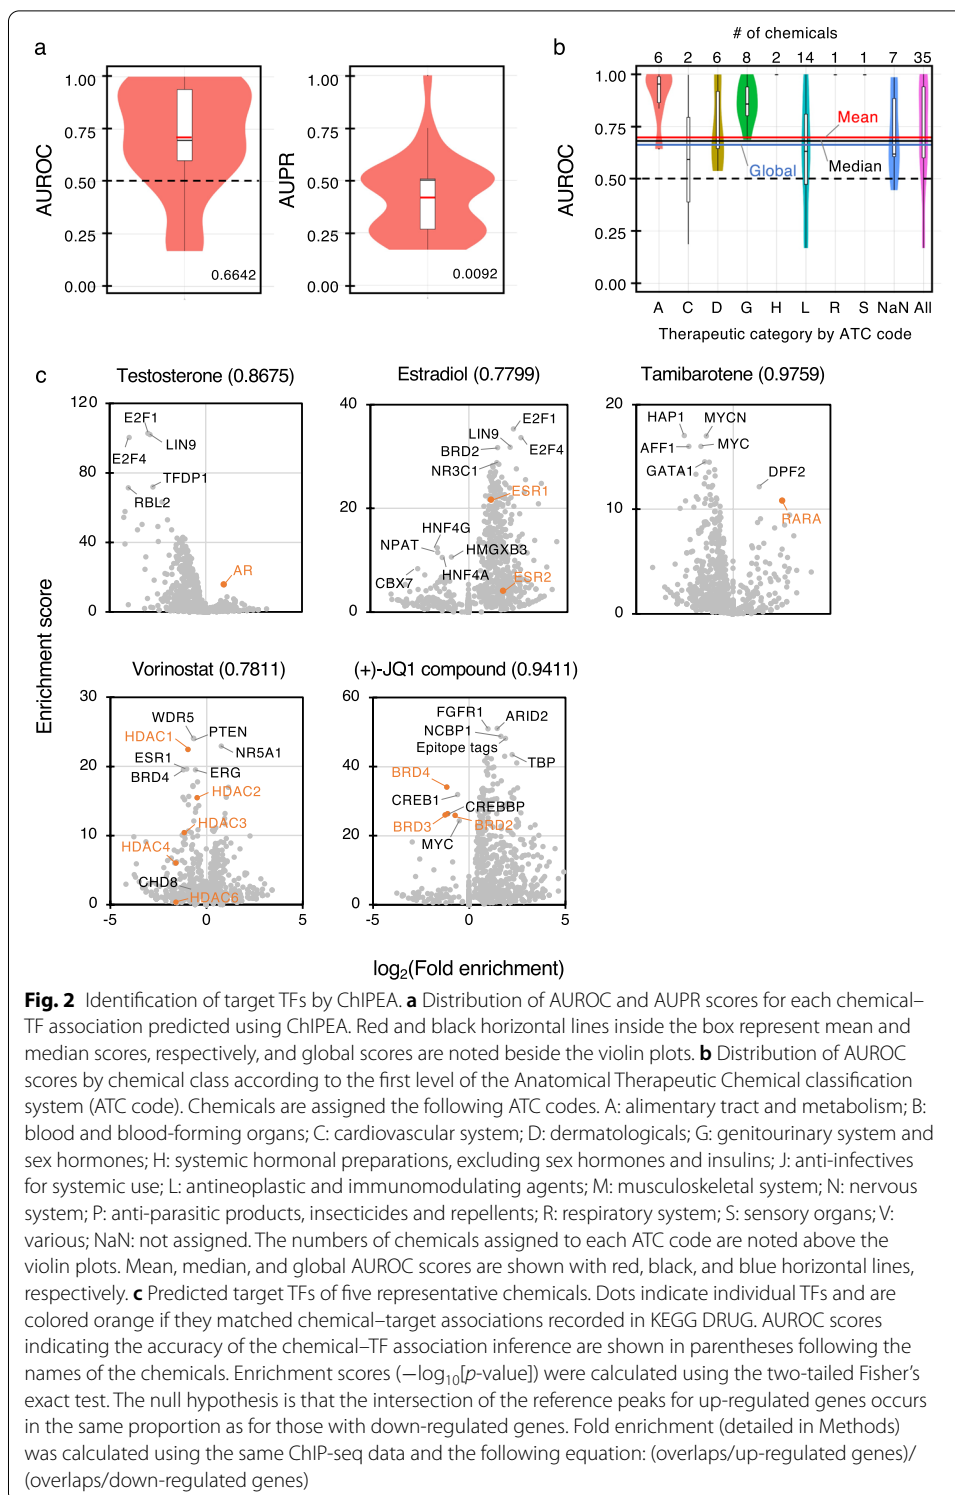 a
1.00
0.75
0.50
0.25
0.00
AUROC
0.6642
1.00
0.75
0.50
0.25
0.00
AUPR
0.0092
b
# of chemicals
6 2 6 8 2 14 1 1 7 35
1.00
0.75
0.50
0.25
0.00
AUROC
Mean
Global
Median
A C D G H L R S NaN All
Therapeutic category by ATC code
c
Enrichment score
Testosterone (0.8675)
120
80
40
0
E2F1
LIN9
E2F4
TFDP1
RBL2
AR
Estradiol (0.7799)
40
20
0
E2F1
LIN9
E2F4
BRD2
NR3C1
ESR1
HNF4G
NPAT
HMGXB3
HNF4A
CBX7
ESR2
Tamibarotene (0.9759)
20
10
0
HAP1
MYCN
AFF1
MYC
GATA1
DPF2
RARA
Vorinostat (0.7811)
30
20
10
0
-5 0 5
WDR5
PTEN
HDAC1
NR5A1
ESR1
BRD4
ERG
HDAC2
HDAC3
HDAC4
CHD8
HDAC6
(+)-JQ1 compound (0.9411)
60
40
20
0
-5 0 5
FGFR1
ARID2
NCBP1
Epitope tags
TBP
BRD4
CREB1
CREBBP
BRD3
BRD2
MYC
log2(Fold enrichment)
Fig. 2 Identification of target TFs by ChIPEA. a Distribution of AUROC and AUPR scores for each chemical–
TF association predicted using ChIPEA. Red and black horizontal lines inside the box represent mean and
median scores, respectively, and global scores are noted beside the violin plots. b Distribution of AUROC
scores by chemical class according to the first level of the Anatomical Therapeutic Chemical classification
system (ATC code). Chemicals are assigned the following ATC codes. A: alimentary tract and metabolism; B:
blood and blood-forming organs; C: cardiovascular system; D: dermatologicals; G: genitourinary system and
sex hormones; H: systemic hormonal preparations, excluding sex hormones and insulins; J: anti-infectives
for systemic use; L: antineoplastic and immunomodulating agents; M: musculoskeletal system; N: nervous
system; P: anti-parasitic products, insecticides and repellents; R: respiratory system; S: sensory organs; V:
various; NaN: not assigned. The numbers of chemicals assigned to each ATC code are noted above the
violin plots. Mean, median, and global AUROC scores are shown with red, black, and blue horizontal lines,
respectively. c Predicted target TFs of five representative chemicals. Dots indicate individual TFs and are
colored orange if they matched chemical–target associations recorded in KEGG DRUG. AUROC scores
indicating the accuracy of the chemical–TF association inference are shown in parentheses following the
names of the chemicals. Enrichment scores (−log10[p-value]) were calculated using the two-tailed Fisher's
exact test. The null hypothesis is that the intersection of the reference peaks for up-regulated genes occurs
in the same proportion as for those with down-regulated genes. Fold enrichment (detailed in Methods)
was calculated using the same ChIP-seq data and the following equation: (overlaps/up-regulated genes)/
(overlaps/down-regulated genes)